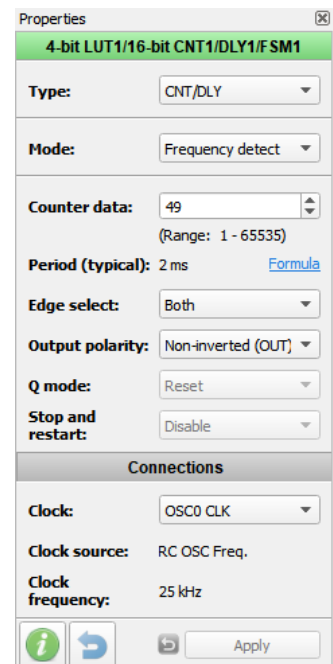 Properties
4-bit LUT1/16-bit CNT1/DLY1/FSM1
Type: CNT/DLY
Mode: Frequency detect
Counter data: 49
(Range: 1 - 65535)
Period (typical): 2 ms Formula
Edge select: Both
Output polarity: Non-inverted (OUT)
Q mode: Reset
Stop and
restart: Disable
Connections
Clock: OSC0 CLK
Clock source: RC OSC Freq.
Clock
frequency: 25 kHz
Apply